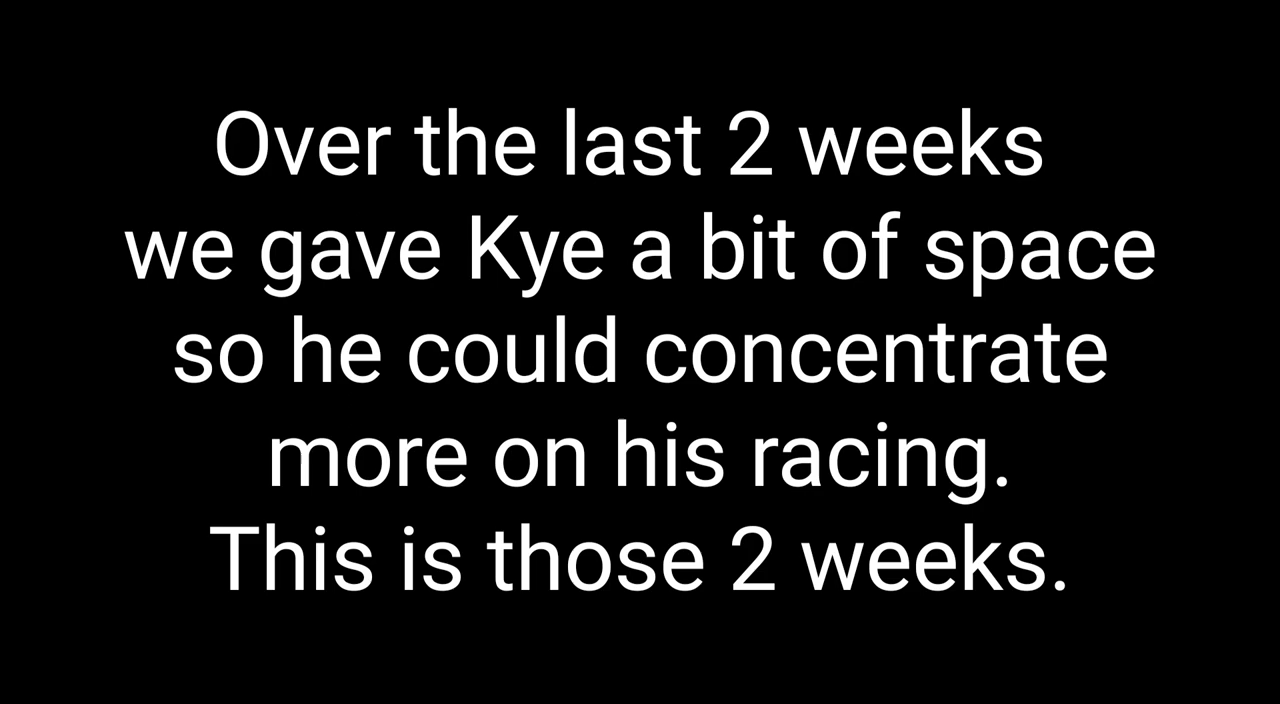 Over the last 2 weeks
we gave Kye a bit of space
so he could concentrate
more on his racing.
This is those 2 weeks.